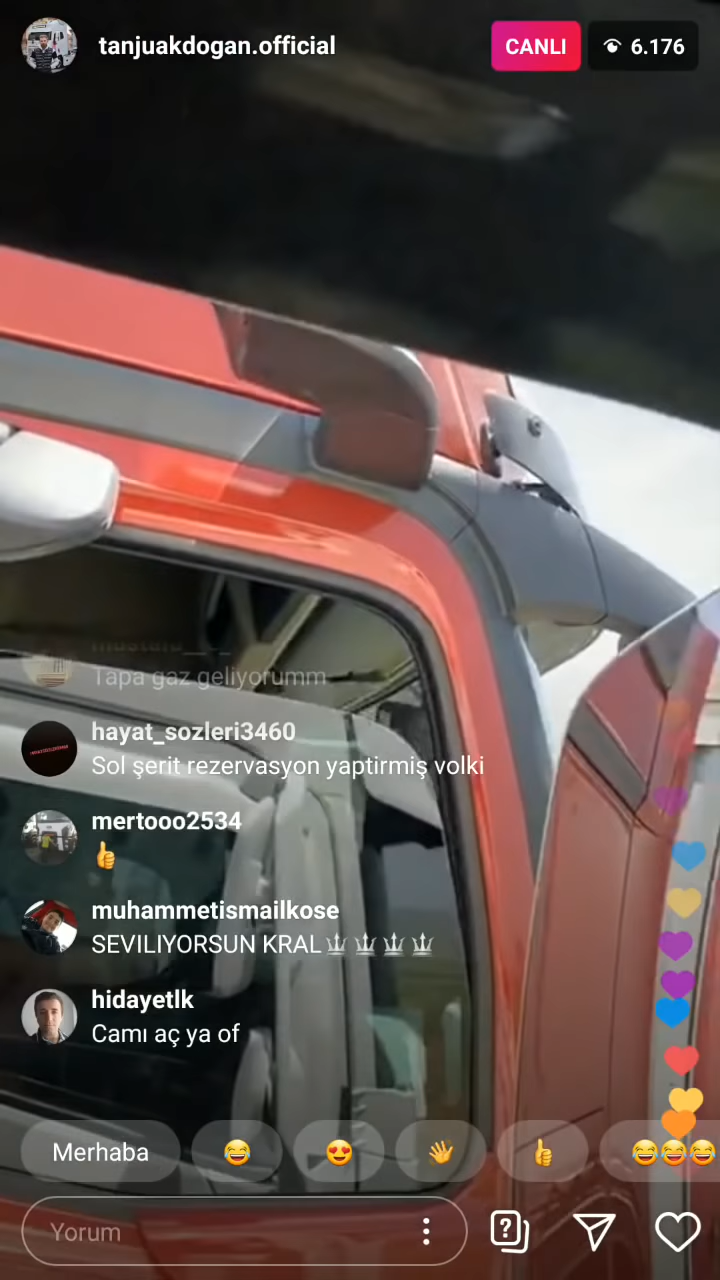 tanjuakdogan.official
CANLI
6.176
Tapa gaz geliyorumm
hayat_sozleri3460
Sol şerit rezervasyon yaptirmiş volki
mertooo2534
muhammetismailkose
SEVILIYORSUN KRAL
hidayetlk
Camı aç ya of
Merhaba
Yorum